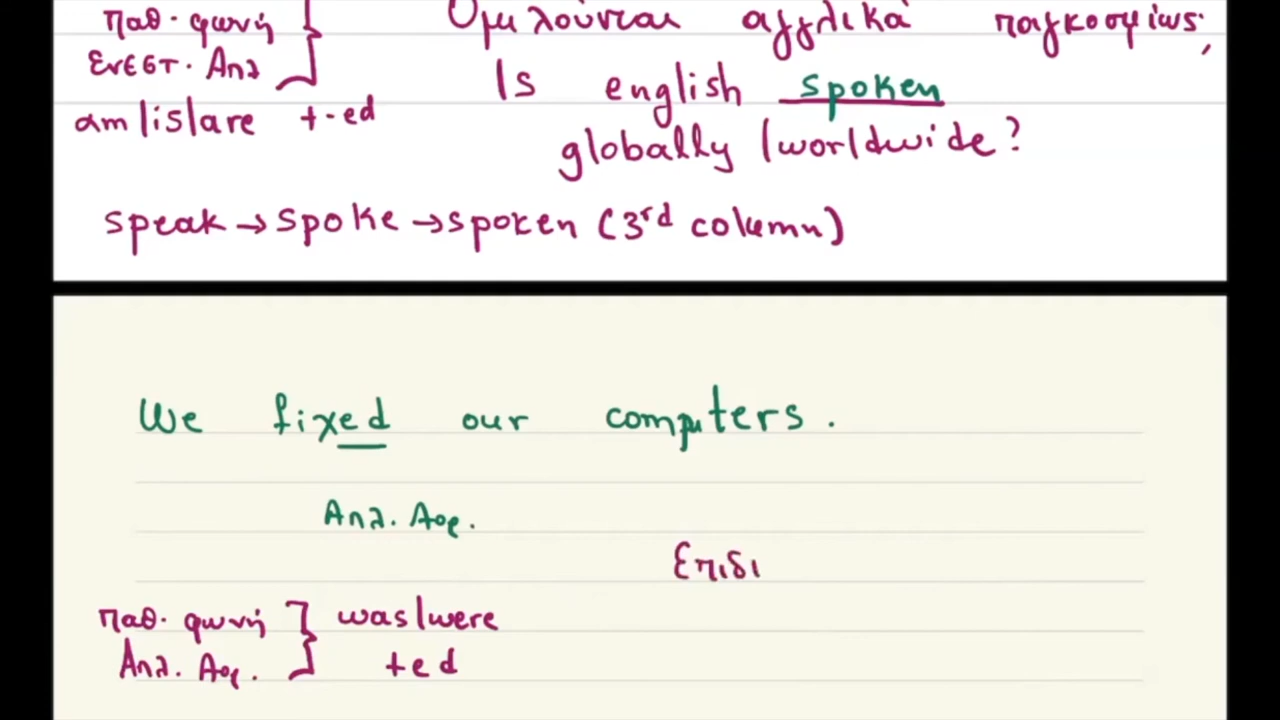 παθ. φωνή } Ομιλούνται αγγλικά παγκοσμίως;
Ενεστ. Απλ
Is english spoken
am/is/are +-ed
globally /worldwide?
speak → spoke → spoken (3rd column)
We fixed our computers.
Απλ. Αορ.
Επιδι
παθ. φωνή } was/were
Απλ. Αορ. +ed